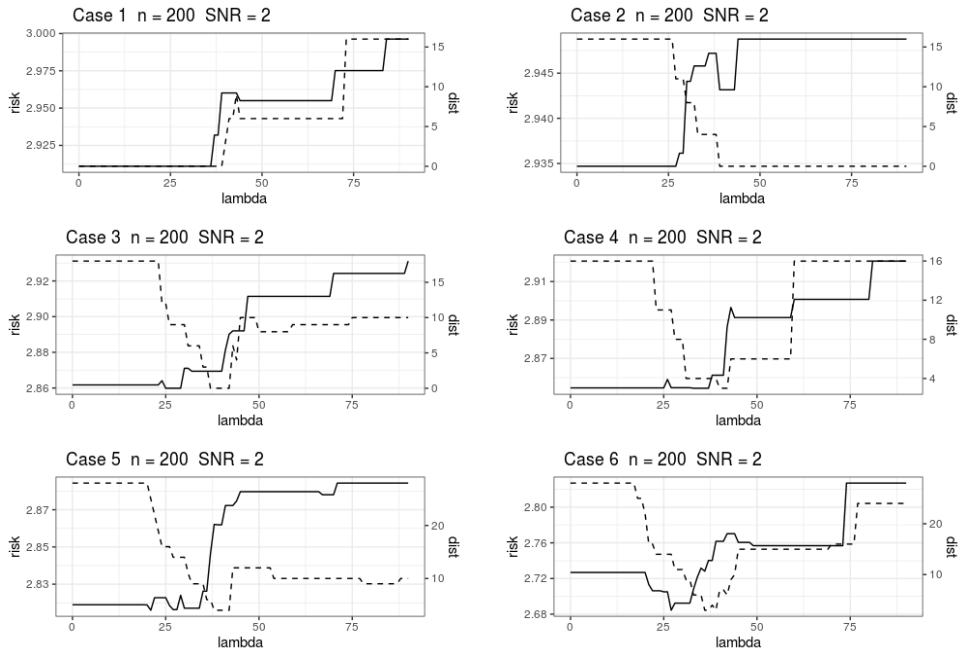 Case 1 n = 200 SNR = 2
3.000
2.975
2.950
2.925
risk
15
10
5
0
dist
0 25 50 75
lambda
Case 2 n = 200 SNR = 2
2.945
2.940
2.935
risk
15
10
5
0
dist
0 25 50 75
lambda
Case 3 n = 200 SNR = 2
2.92
2.90
2.88
2.86
risk
15
10
5
0
dist
0 25 50 75
lambda
Case 4 n = 200 SNR = 2
2.91
2.89
2.87
risk
16
12
8
4
dist
0 25 50 75
lambda
Case 5 n = 200 SNR = 2
2.87
2.85
2.83
risk
20
10
dist
0 25 50 75
lambda
Case 6 n = 200 SNR = 2
2.80
2.76
2.72
2.68
risk
20
10
dist
0 25 50 75
lambda